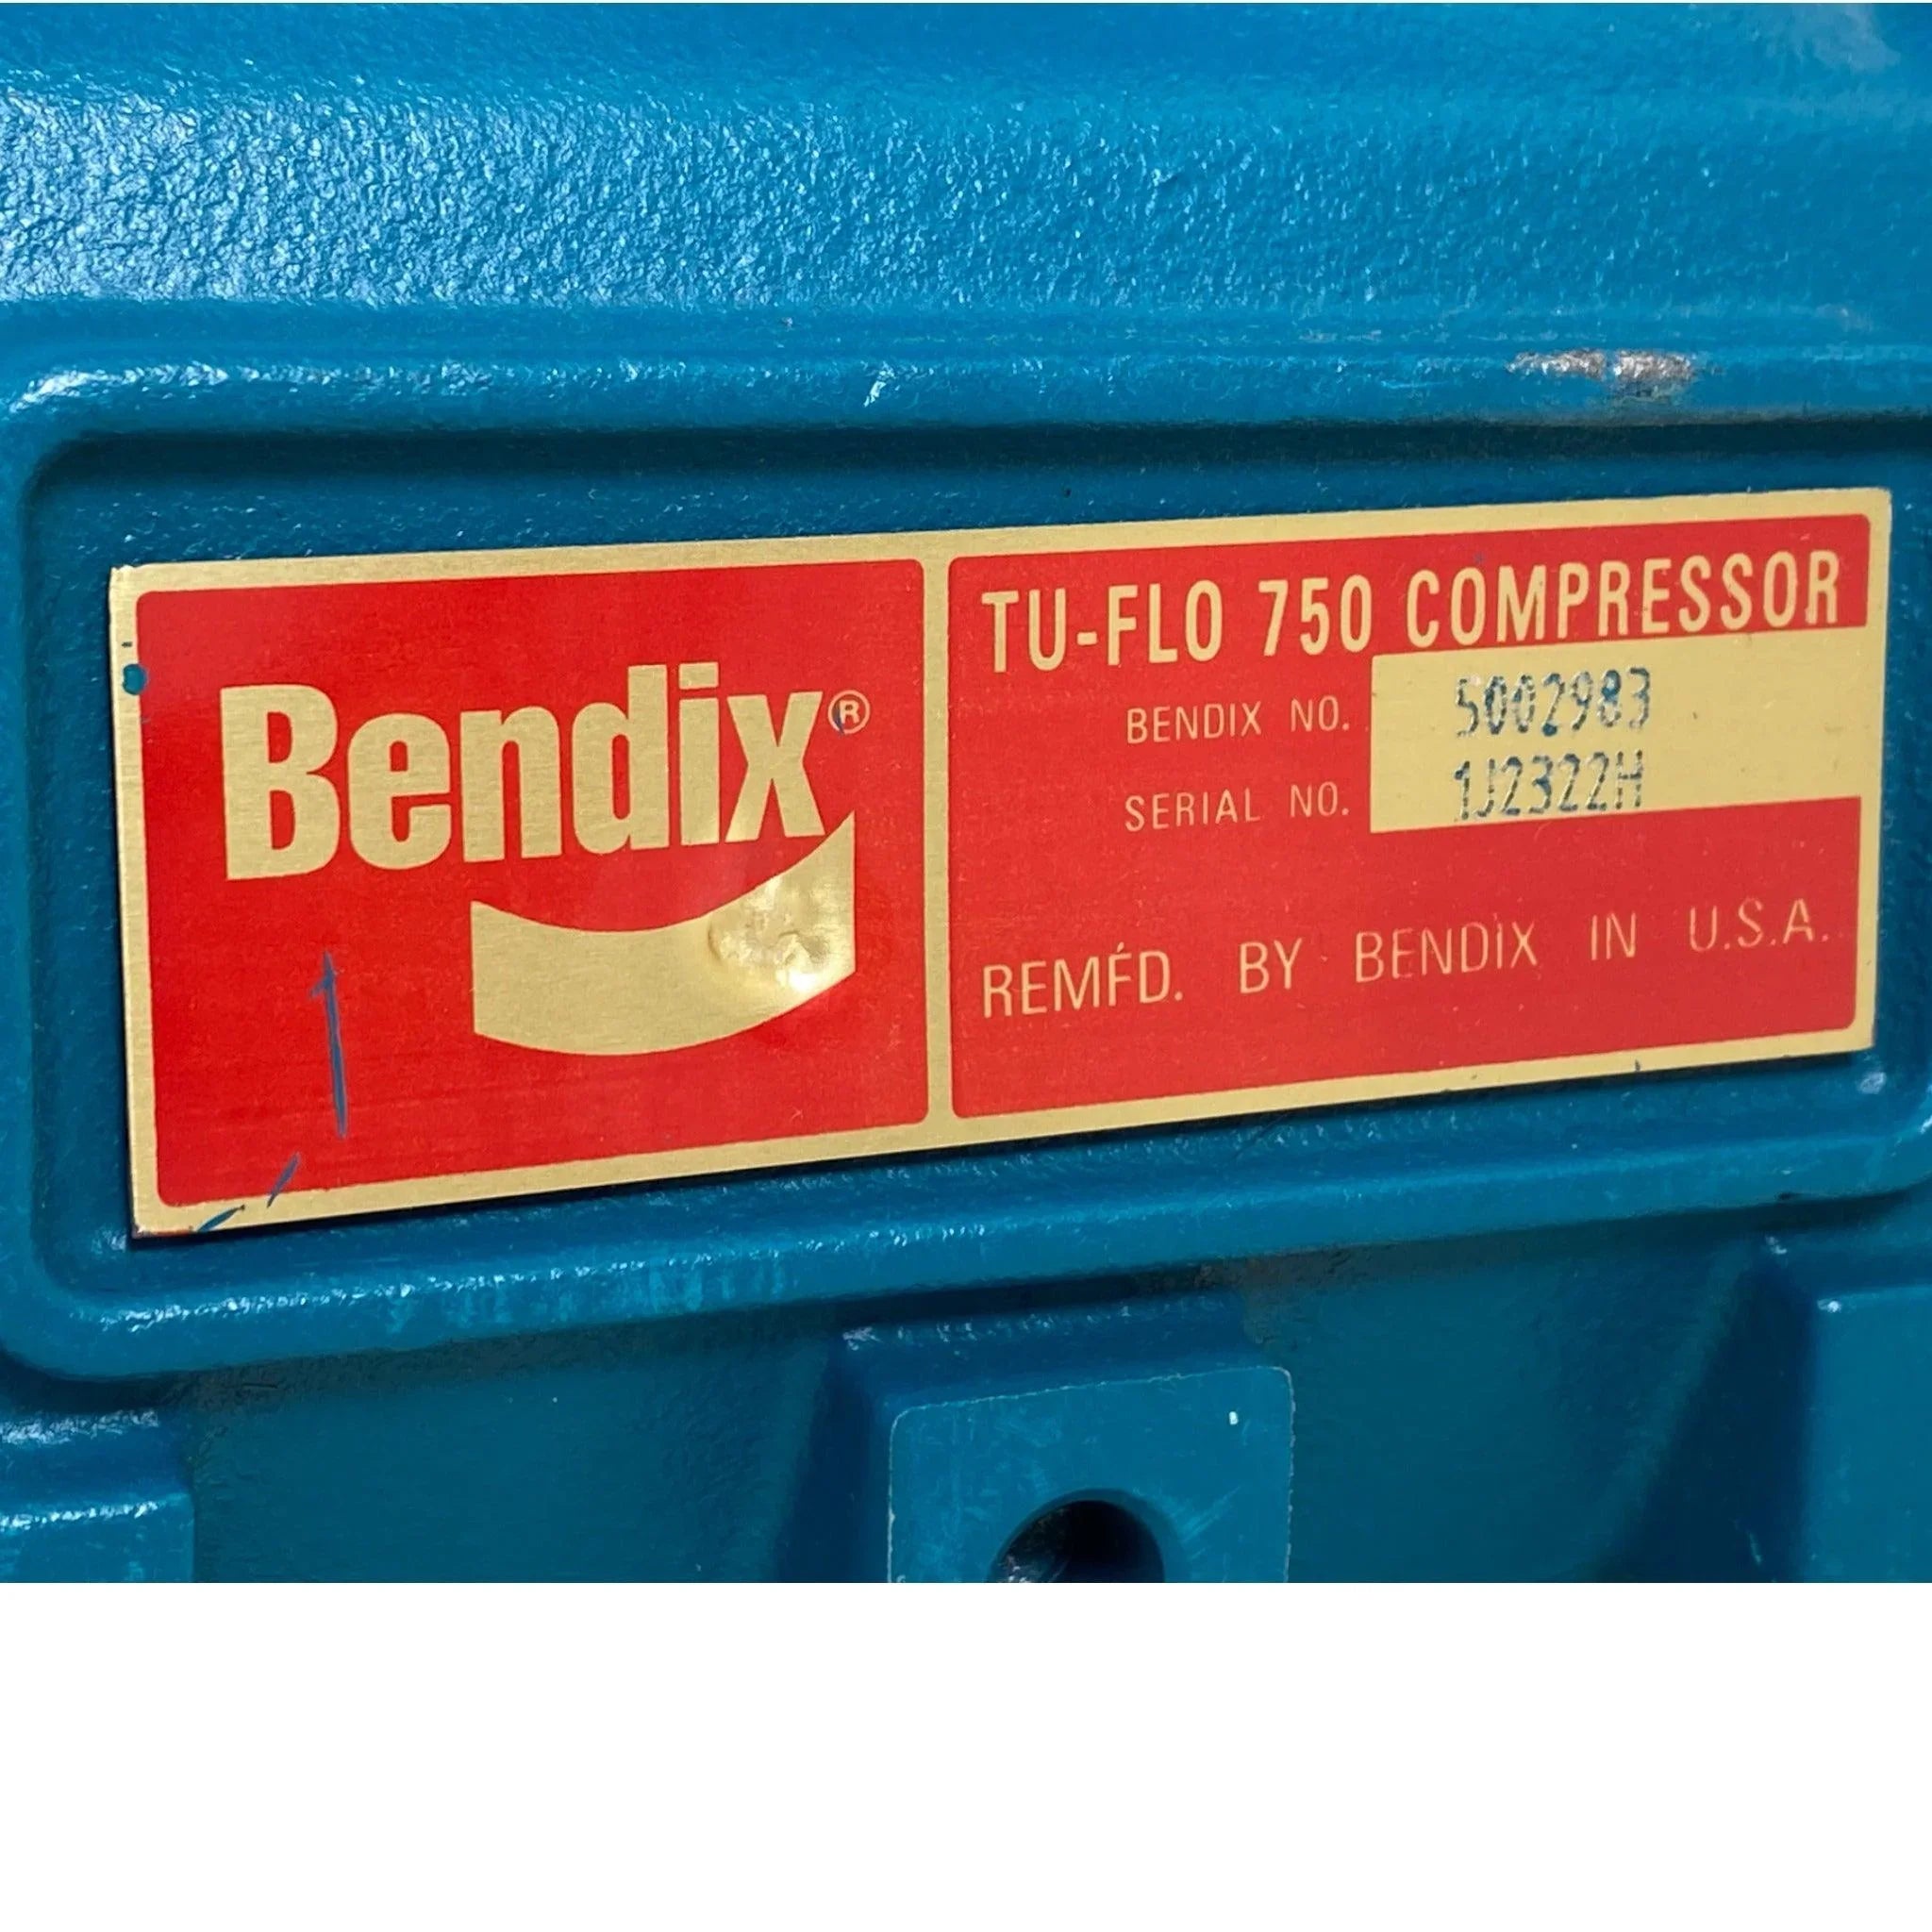 Bendix®
TU-FLO 750 COMPRESSOR
BENDIX NO. 5002983
SERIAL NO. 1J2322H
REMFD. BY BENDIX IN U.S.A.